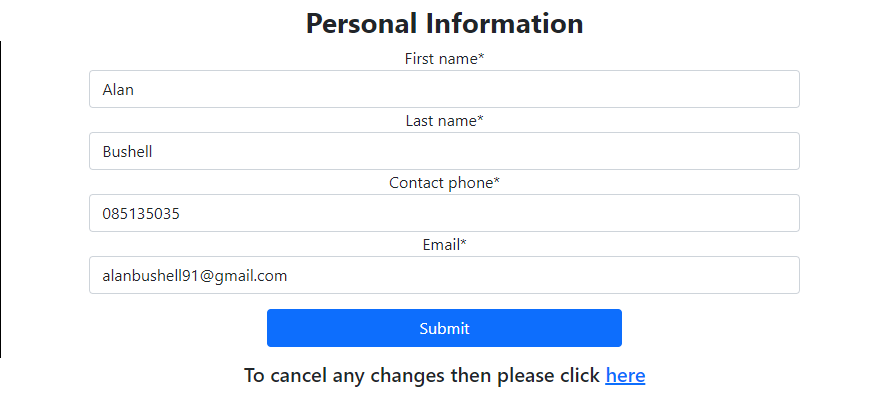 Personal Information
First name*
Alan
Last name*
Bushell
Contact phone*
085135035
Email*
alanbushell91@gmail.com
Submit
To cancel any changes then please click here